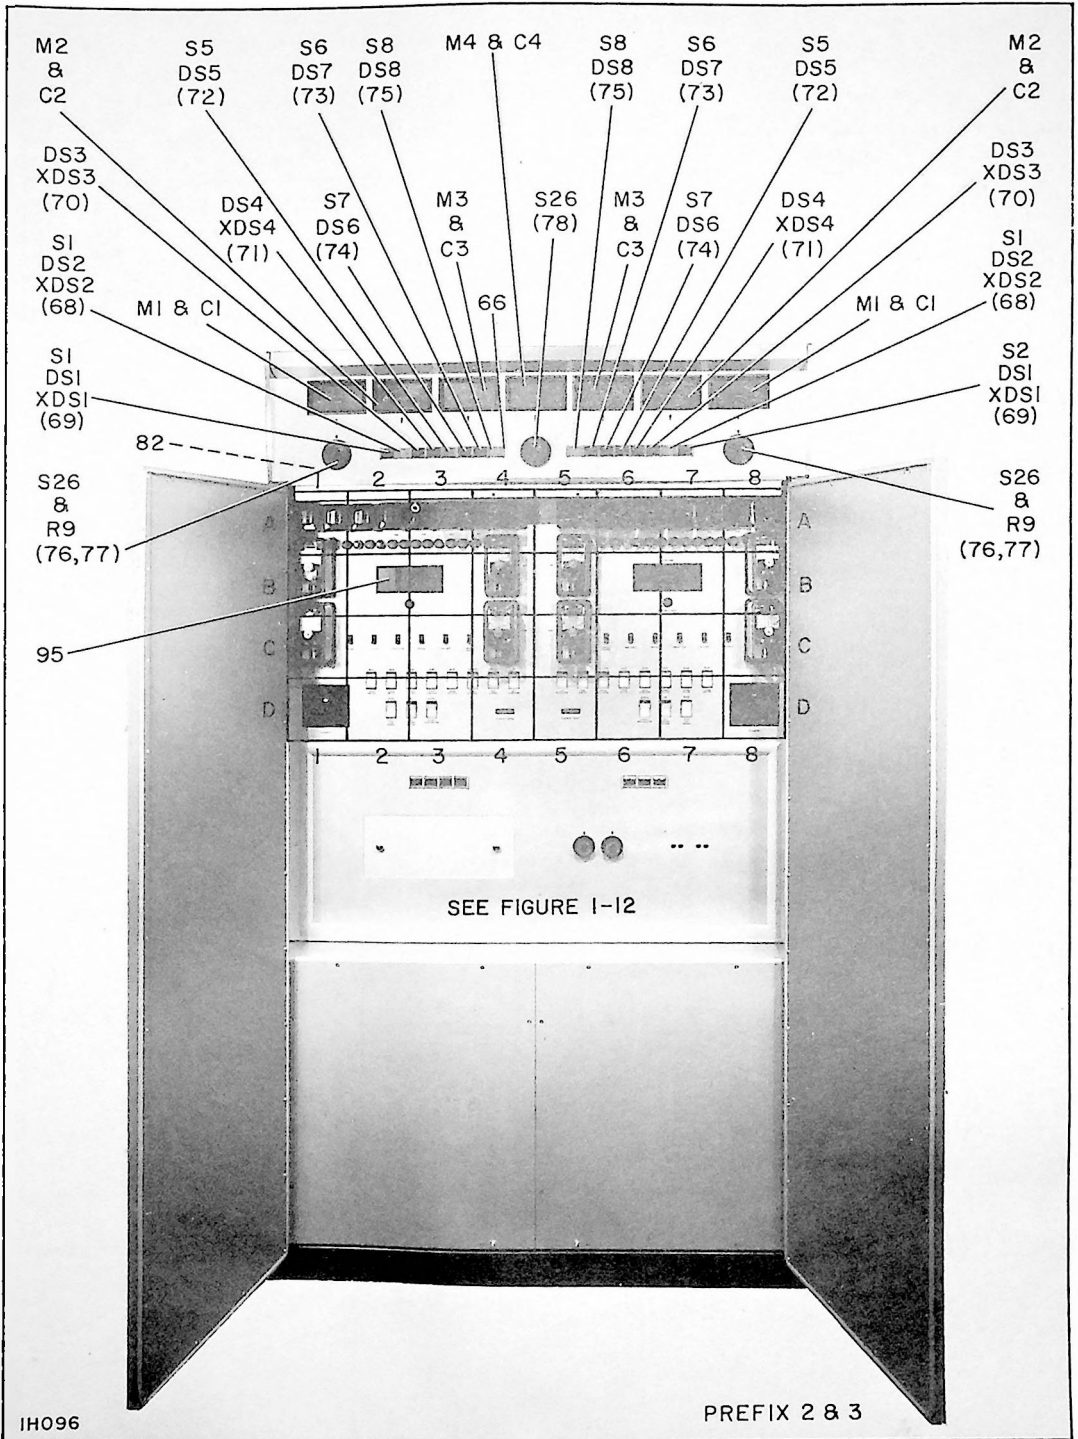 M2
&
C2
S5
DS5
(72)
S6
DS7
(73)
S8
DS8
(75)
M4 & C4
S8
DS8
(75)
S6
DS7
(73)
S5
DS5
(72)
M2
&
C2
DS3
XDS3
(70)
DS4
XDS4
(71)
S7
DS6
(74)
M3
&
C3
S26
(78)
M3
&
C3
S7
DS6
(74)
DS4
XDS4
(71)
DS3
XDS3
(70)
S1
DS2
XDS2
(68)
M1 & C1
66
M1 & C1
S1
DS2
XDS2
(68)
S1
DS1
XDS1
(69)
S2
DS1
XDS1
(69)
82
S26
&
R9
(76,77)
S26
&
R9
(76,77)
95
1 2 3 4 5 6 7 8
A A
B B
C C
D D
1 2 3 4 5 6 7 8
SEE FIGURE 1-12
1H096
PREFIX 2 & 3